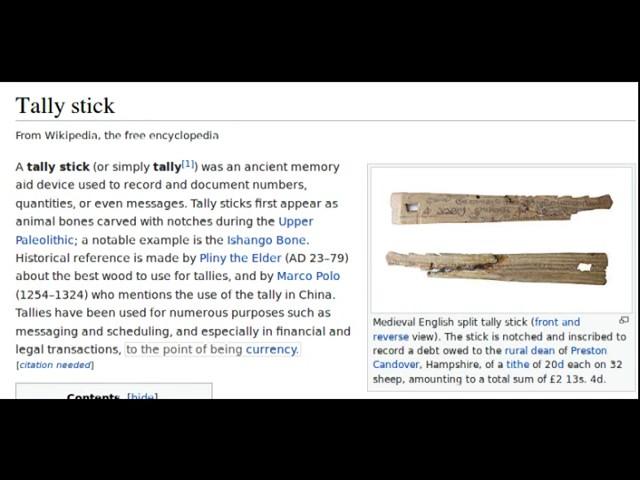 Tally stick
From Wikipedia, the free encyclopedia
A tally stick (or simply tally[1]) was an ancient memory
aid device used to record and document numbers,
quantities, or even messages. Tally sticks first appear as
animal bones carved with notches during the Upper
Paleolithic; a notable example is the Ishango Bone.
Historical reference is made by Pliny the Elder (AD 23–79)
about the best wood to use for tallies, and by Marco Polo
(1254–1324) who mentions the use of the tally in China.
Tallies have been used for numerous purposes such as
messaging and scheduling, and especially in financial and
legal transactions, to the point of being currency.
[citation needed]
Contents [hide]
Medieval English split tally stick (front and
reverse view). The stick is notched and inscribed to
record a debt owed to the rural dean of Preston
Candover, Hampshire, of a tithe of 20d each on 32
sheep, amounting to a total sum of £2 13s. 4d.